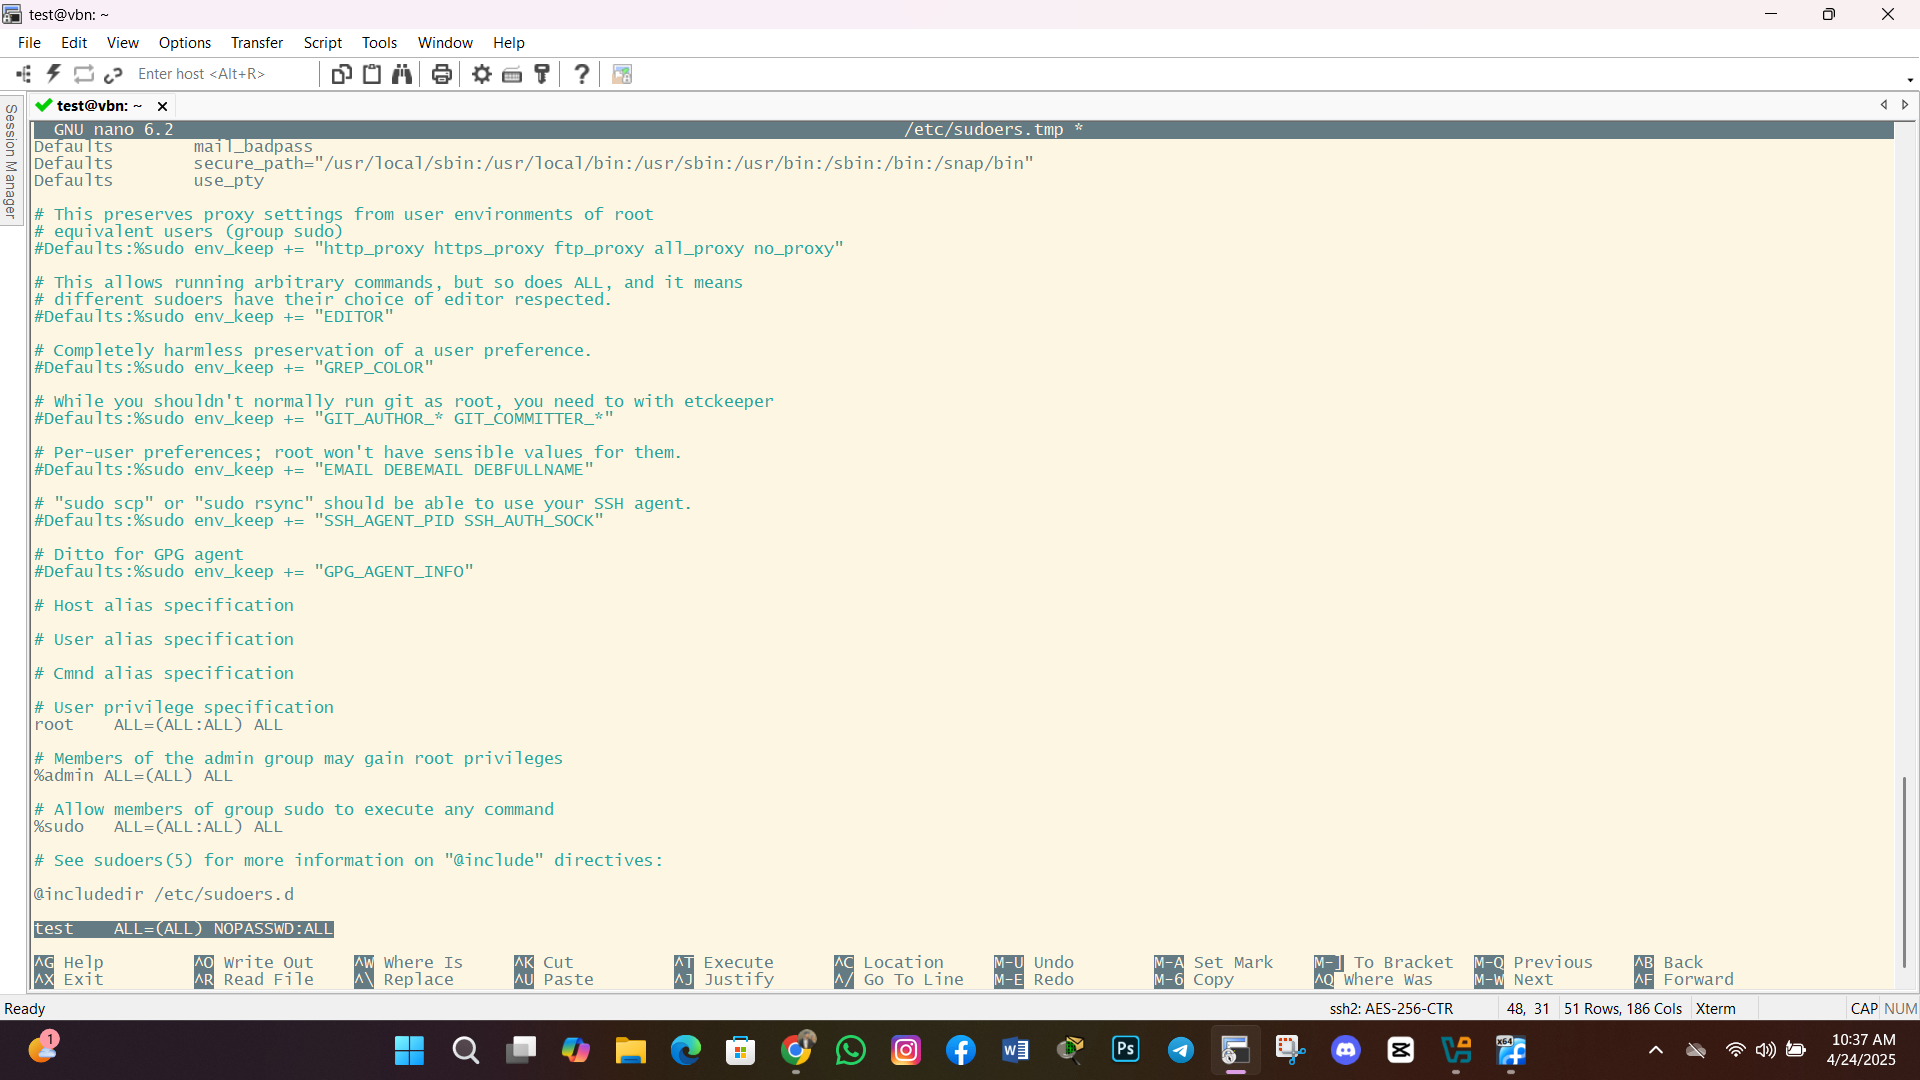 test@vbn: ~
File Edit View Options Transfer Script Tools Window Help
Enter host <Alt+R>
Session Manager
test@vbn: ~
GNU nano 6.2 /etc/sudoers.tmp *
Defaults        mail_badpass
Defaults        secure_path="/usr/local/sbin:/usr/local/bin:/usr/sbin:/usr/bin:/sbin:/bin:/snap/bin"
Defaults        use_pty
# This preserves proxy settings from user environments of root
# equivalent users (group sudo)
#Defaults:%sudo env_keep += "http_proxy https_proxy ftp_proxy all_proxy no_proxy"
# This allows running arbitrary commands, but so does ALL, and it means
# different sudoers have their choice of editor respected.
#Defaults:%sudo env_keep += "EDITOR"
# Completely harmless preservation of a user preference.
#Defaults:%sudo env_keep += "GREP_COLOR"
# While you shouldn't normally run git as root, you need to with etckeeper
#Defaults:%sudo env_keep += "GIT_AUTHOR_* GIT_COMMITTER_*"
# Per-user preferences; root won't have sensible values for them.
#Defaults:%sudo env_keep += "EMAIL DEBEMAIL DEBFULLNAME"
# "sudo scp" or "sudo rsync" should be able to use your SSH agent.
#Defaults:%sudo env_keep += "SSH_AGENT_PID SSH_AUTH_SOCK"
# Ditto for GPG agent
#Defaults:%sudo env_keep += "GPG_AGENT_INFO"
# Host alias specification
# User alias specification
# Cmnd alias specification
# User privilege specification
root    ALL=(ALL:ALL) ALL
# Members of the admin group may gain root privileges
%admin ALL=(ALL) ALL
# Allow members of group sudo to execute any command
%sudo   ALL=(ALL:ALL) ALL
# See sudoers(5) for more information on "@include" directives:
@includedir /etc/sudoers.d
test    ALL=(ALL) NOPASSWD:ALL
^G Help ^O Write Out ^W Where Is ^K Cut ^T Execute ^C Location M-U Undo M-A Set Mark M-] To Bracket M-Q Previous ^B Back
^X Exit ^R Read File ^\ Replace ^U Paste ^J Justify ^/ Go To Line M-E Redo M-6 Copy ^Q Where Was M-W Next ^F Forward
Ready ssh2: AES-256-CTR 48, 31 51 Rows, 186 Cols Xterm CAP NUM
1
Ps
x64
10:37 AM
4/24/2025